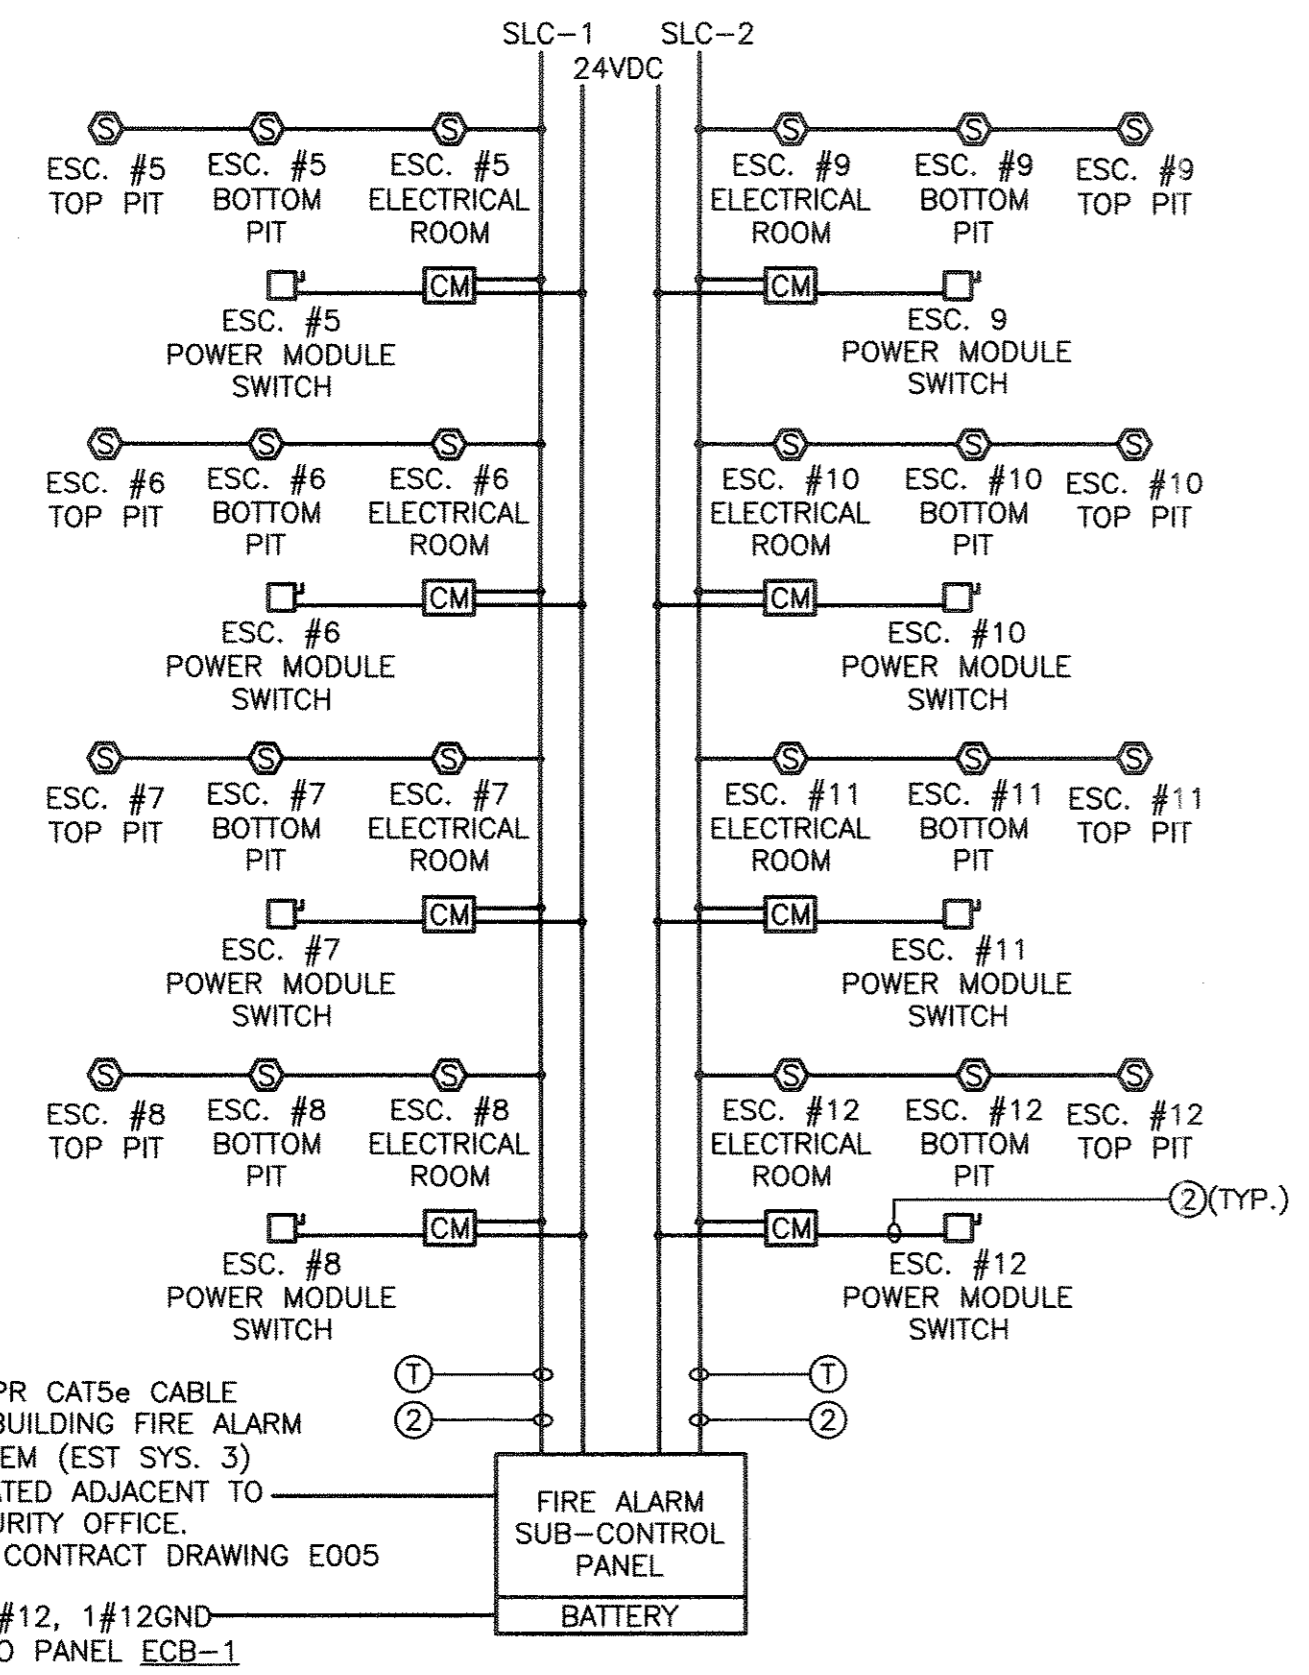 SLC-1 SLC-2
24VDC
S S S S S S
ESC. #5 TOP PIT
ESC. #5 BOTTOM PIT
ESC. #5 ELECTRICAL ROOM
ESC. #9 ELECTRICAL ROOM
ESC. #9 BOTTOM PIT
ESC. #9 TOP PIT
CM CM
ESC. #5
POWER MODULE
SWITCH
ESC. 9
POWER MODULE
SWITCH
S S S S S S
ESC. #6 TOP PIT
ESC. #6 BOTTOM PIT
ESC. #6 ELECTRICAL ROOM
ESC. #10 ELECTRICAL ROOM
ESC. #10 BOTTOM PIT
ESC. #10 TOP PIT
CM CM
ESC. #6
POWER MODULE
SWITCH
ESC. #10
POWER MODULE
SWITCH
S S S S S S
ESC. #7 TOP PIT
ESC. #7 BOTTOM PIT
ESC. #7 ELECTRICAL ROOM
ESC. #11 ELECTRICAL ROOM
ESC. #11 BOTTOM PIT
ESC. #11 TOP PIT
CM CM
ESC. #7
POWER MODULE
SWITCH
ESC. #11
POWER MODULE
SWITCH
S S S S S S
ESC. #8 TOP PIT
ESC. #8 BOTTOM PIT
ESC. #8 ELECTRICAL ROOM
ESC. #12 ELECTRICAL ROOM
ESC. #12 BOTTOM PIT
ESC. #12 TOP PIT
2 (TYP.)
CM CM
ESC. #8
POWER MODULE
SWITCH
ESC. #12
POWER MODULE
SWITCH
T T
2 2
PR CAT5e CABLE
BUILDING FIRE ALARM
EM (EST SYS. 3)
ATED ADJACENT TO
URITY OFFICE.
CONTRACT DRAWING E005
#12, 1#12GND
O PANEL ECB-1
FIRE ALARM
SUB-CONTROL
PANEL
BATTERY